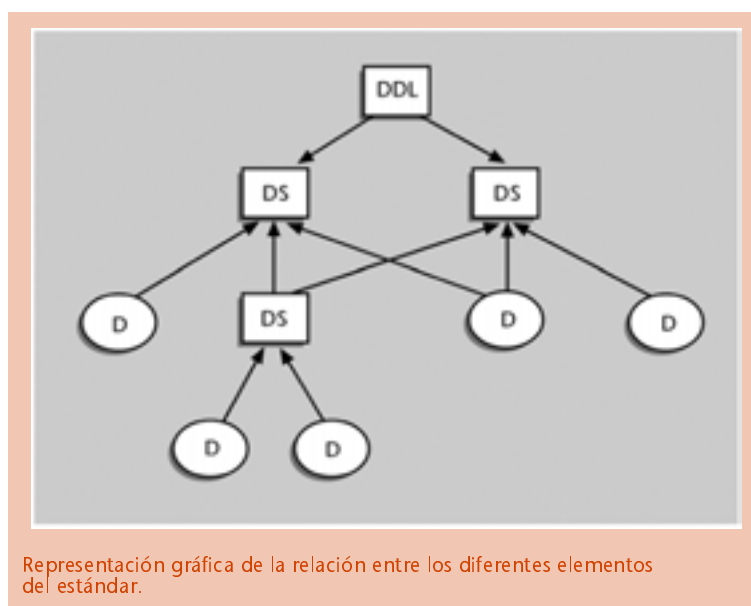 DDL
DS DS
D DS D D
D D
Representación gráfica de la relación entre los diferentes elementos
del estándar.